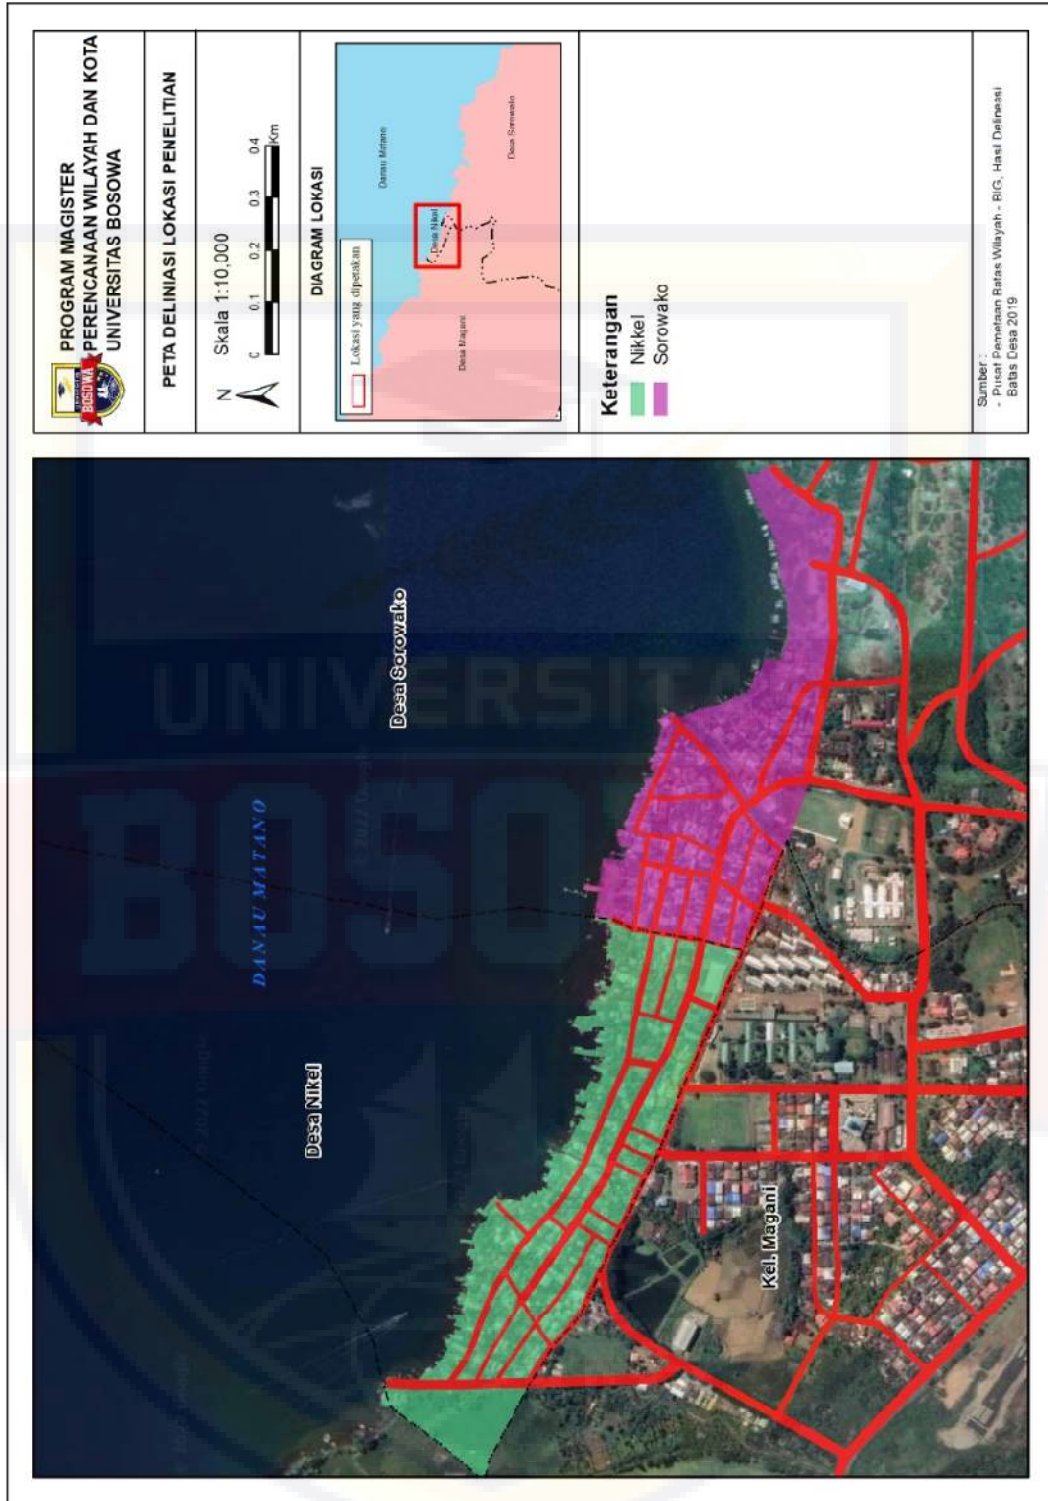 PROGRAM MAGISTER
PERENCANAAN WILAYAH DAN KOTA
UNIVERSITAS BOSOWA
BOSOWA
PETA DELINIASI LOKASI PENELITIAN
N
Skala 1:10,000
0 0.1 0.2 0.3 0.4
Km
DIAGRAM LOKASI
Lokasi yang dipetakan
Danau Matano
Desa Nikel
Desa Sorowako
Desa Magani
Keterangan
Nikkel
Sorowako
Sumber :
- Pusat Pemetaan Batas Wilayah - BIG, Hasil Delineasi
Batas Desa 2019
Desa Sorowako
DANAU MATANO
Desa Nikel
Kel. Magani
UNIVERSITA
BOSO